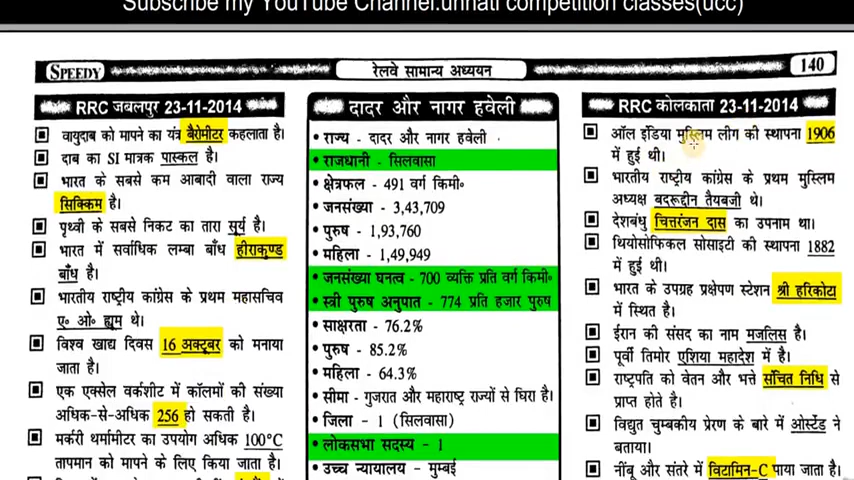 Subscribe my YouTube Channel.unnati competition classes(ucc)
SPEEDY
रेलवे सामान्य अध्ययन
140
RRC जबलपुर 23-11-2014
वायुदाब को मापने का यंत्र बैरोमीटर कहलाता है।
दाब का SI मात्रक पास्कल है।
भारत के सबसे कम आबादी वाला राज्य
सिक्किम है।
पृथ्वी के सबसे निकट का तारा सूर्य है।
भारत में सर्वाधिक लम्बा बाँध हीराकुण्ड
बाँध है।
भारतीय राष्ट्रीय कांग्रेस के प्रथम महासचिव
ए० ओ० ह्यूम थे।
विश्व खाद्य दिवस 16 अक्टूबर को मनाया
जाता है।
एक एक्सेल वर्कशीट में कॉलमों की संख्या
अधिक-से-अधिक 256 हो सकती है।
मर्करी थर्मामीटर का उपयोग अधिक 100°C
तापमान को मापने के लिए किया जाता है।
दादर और नागर हवेली
• राज्य - दादर और नागर हवेली
• राजधानी - सिलवासा
• क्षेत्रफल - 491 वर्ग किमी०
• जनसंख्या - 3,43,709
• पुरुष - 1,93,760
• महिला - 1,49,949
• जनसंख्या घनत्व - 700 व्यक्ति प्रति वर्ग किमी०
• स्त्री पुरुष अनुपात - 774 प्रति हजार पुरुष
• साक्षरता - 76.2%
• पुरुष - 85.2%
• महिला - 64.3%
• सीमा - गुजरात और महाराष्ट्र राज्यों से घिरा है।
• जिला - 1 (सिलवासा)
• लोकसभा सदस्य - 1
• उच्च न्यायालय - मुम्बई
RRC कोलकाता 23-11-2014
ऑल इंडिया मुस्लिम लीग की स्थापना 1906
में हुई थी।
भारतीय राष्ट्रीय कांग्रेस के प्रथम मुस्लिम
अध्यक्ष बदरूद्दीन तैयबजी थे।
देशबंधु चित्तरंजन दास का उपनाम था।
थियोसोफिकल सोसाइटी की स्थापना 1882
में हुई थी।
भारत के उपग्रह प्रक्षेपण स्टेशन श्री हरिकोटा
में स्थित है।
ईरान की संसद का नाम मजलिस है।
पूर्वी तिमोर एशिया महादेश में है।
राष्ट्रपति को वेतन और भत्ते संचित निधि से
प्राप्त होते है।
विद्युत चुम्बकीय प्रेरण के बारे में ओर्स्टेड ने
बताया।
नींबू और संतरे में विटामिन-C पाया जाता है।